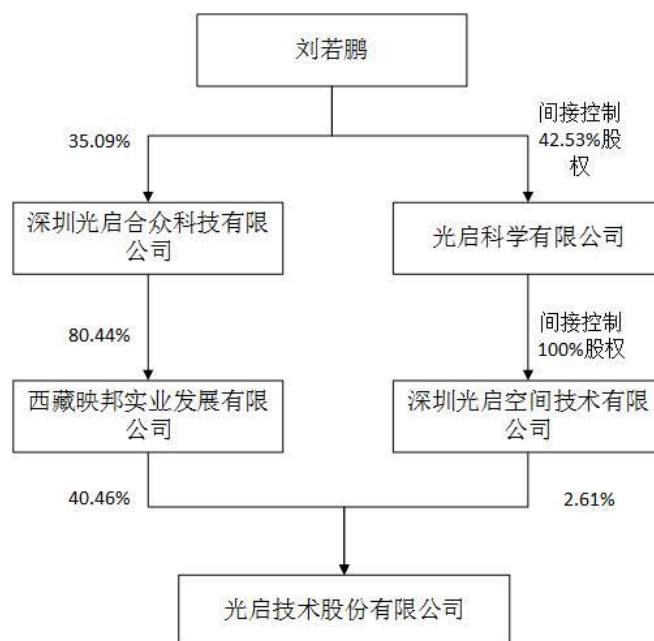 刘若鹏
35.09%
间接控制
42.53%股
权
深圳光启合众科技有限
公司
光启科学有限公司
80.44%
间接控制
100%股权
西藏映邦实业发展有限
公司
深圳光启空间技术有限
公司
40.46%
2.61%
光启技术股份有限公司